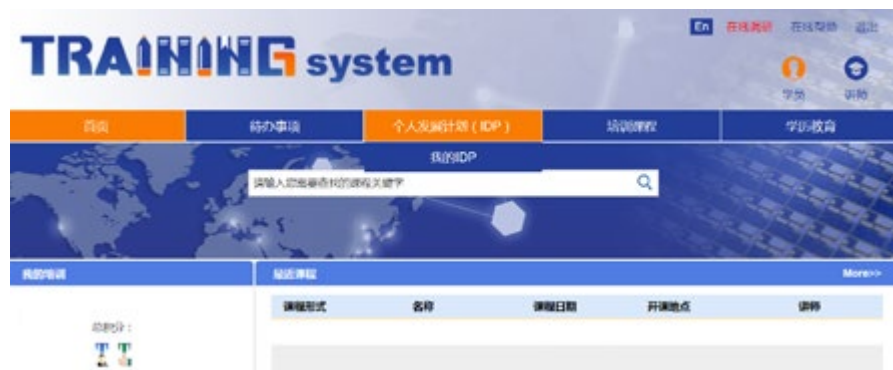 En 在线调研 在线帮助 退出
TRAINING system
学员 讲师
首页 待办事项 个人发展计划（IDP） 培训课程 学历教育
我的IDP
请输入您想要查找的课程关键字
我的培训 最近课程 More>>
课程形式 名称 课程日期 开课地点 讲师
总积分：